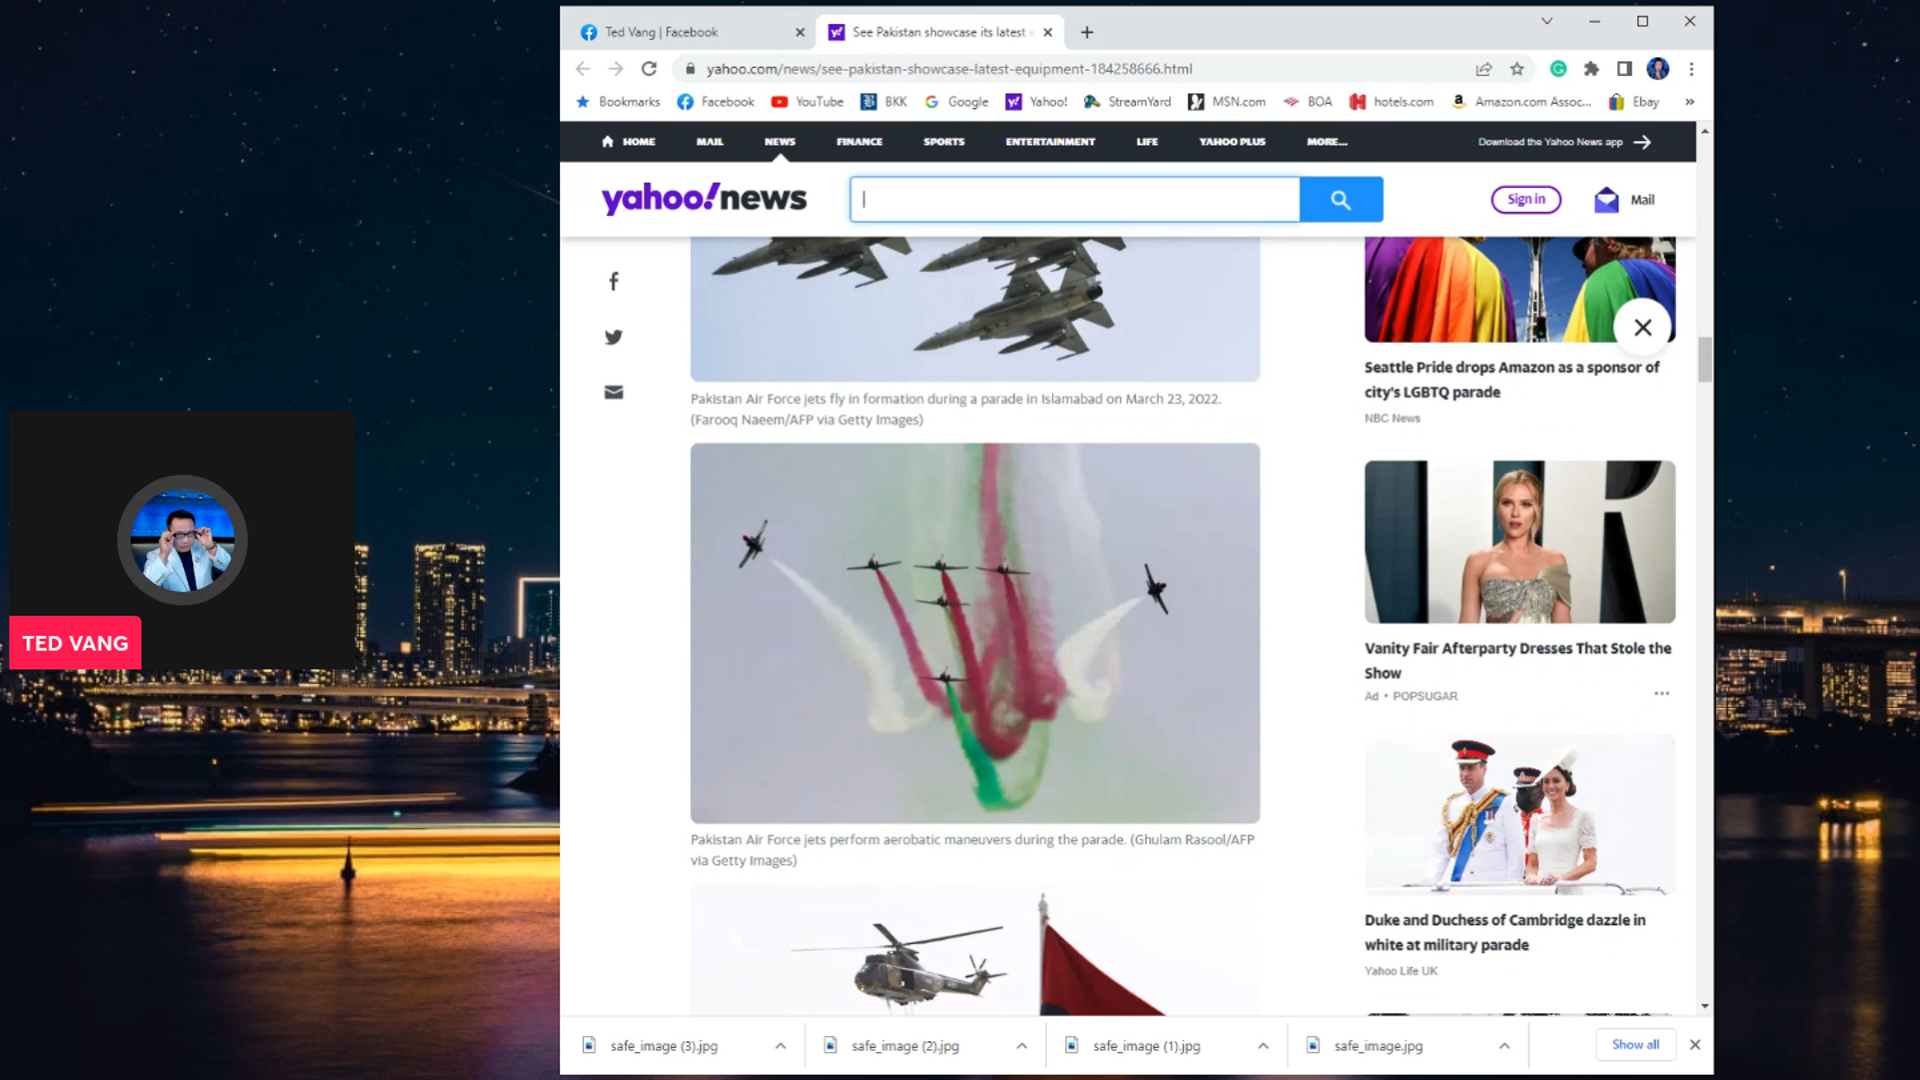 Ted Vang | Facebook
See Pakistan showcase its latest
yahoo.com/news/see-pakistan-showcase-latest-equipment-184258666.html
Bookmarks Facebook YouTube BKK Google Yahoo! StreamYard MSN.com BOA hotels.com Amazon.com Assoc... Ebay »
HOME MAIL NEWS FINANCE SPORTS ENTERTAINMENT LIFE YAHOO PLUS MORE... Download the Yahoo News app
yahoo!news
Sign in
Mail
Pakistan Air Force jets fly in formation during a parade in Islamabad on March 23, 2022.
(Farooq Naeem/AFP via Getty Images)
Pakistan Air Force jets perform aerobatic maneuvers during the parade. (Ghulam Rasool/AFP
via Getty Images)
Seattle Pride drops Amazon as a sponsor of
city's LGBTQ parade
NBC News
Vanity Fair Afterparty Dresses That Stole the
Show
Ad • POPSUGAR
Duke and Duchess of Cambridge dazzle in
white at military parade
Yahoo Life UK
TED VANG
safe_image (3).jpg
safe_image (2).jpg
safe_image (1).jpg
safe_image.jpg
Show all